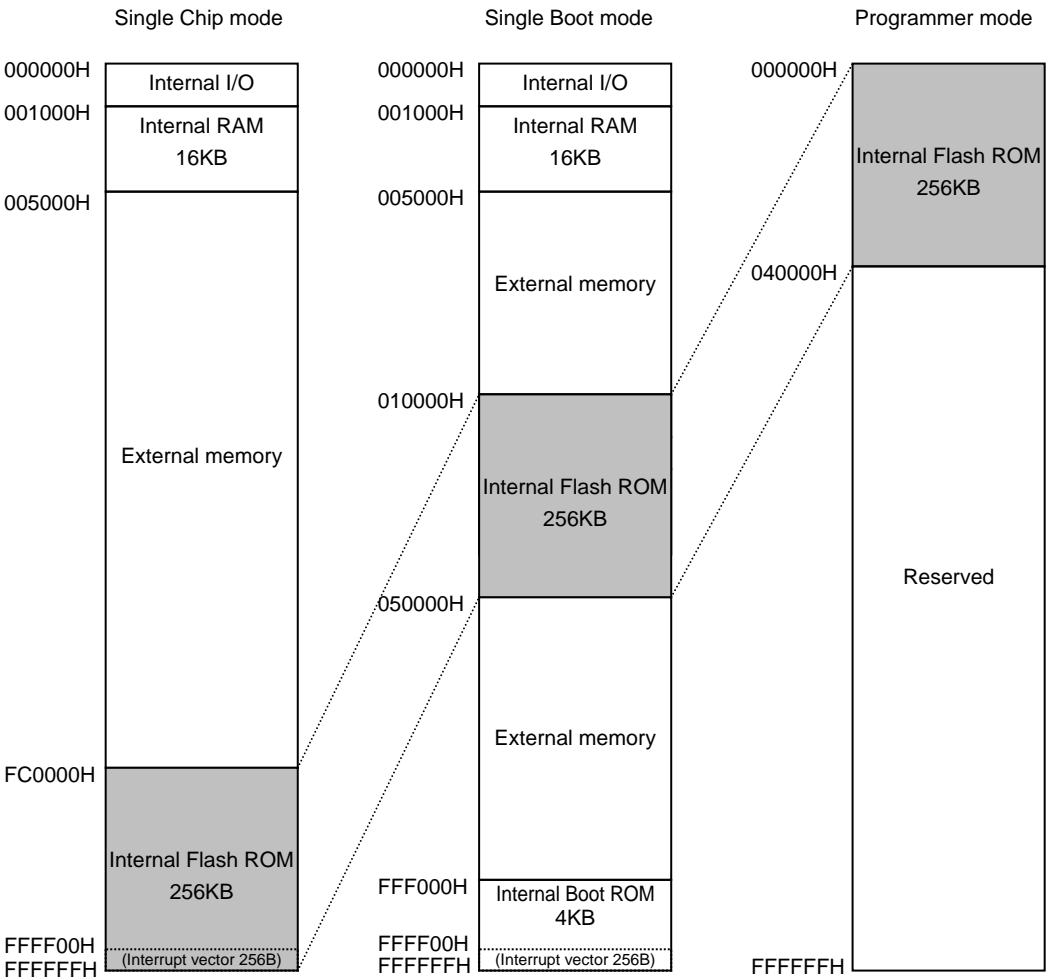 Single Chip mode
000000H
Internal I/O
001000H
Internal RAM
16KB
005000H
External memory
FC0000H
Internal Flash ROM
256KB
FFFF00H
(Interrupt vector 256B)
FFFFFFH
Single Boot mode
000000H
Internal I/O
001000H
Internal RAM
16KB
005000H
External memory
010000H
Internal Flash ROM
256KB
050000H
External memory
FFF000H
Internal Boot ROM
4KB
FFFF00H
(Interrupt vector 256B)
FFFFFFH
Programmer mode
000000H
Internal Flash ROM
256KB
040000H
Reserved
FFFFFFH